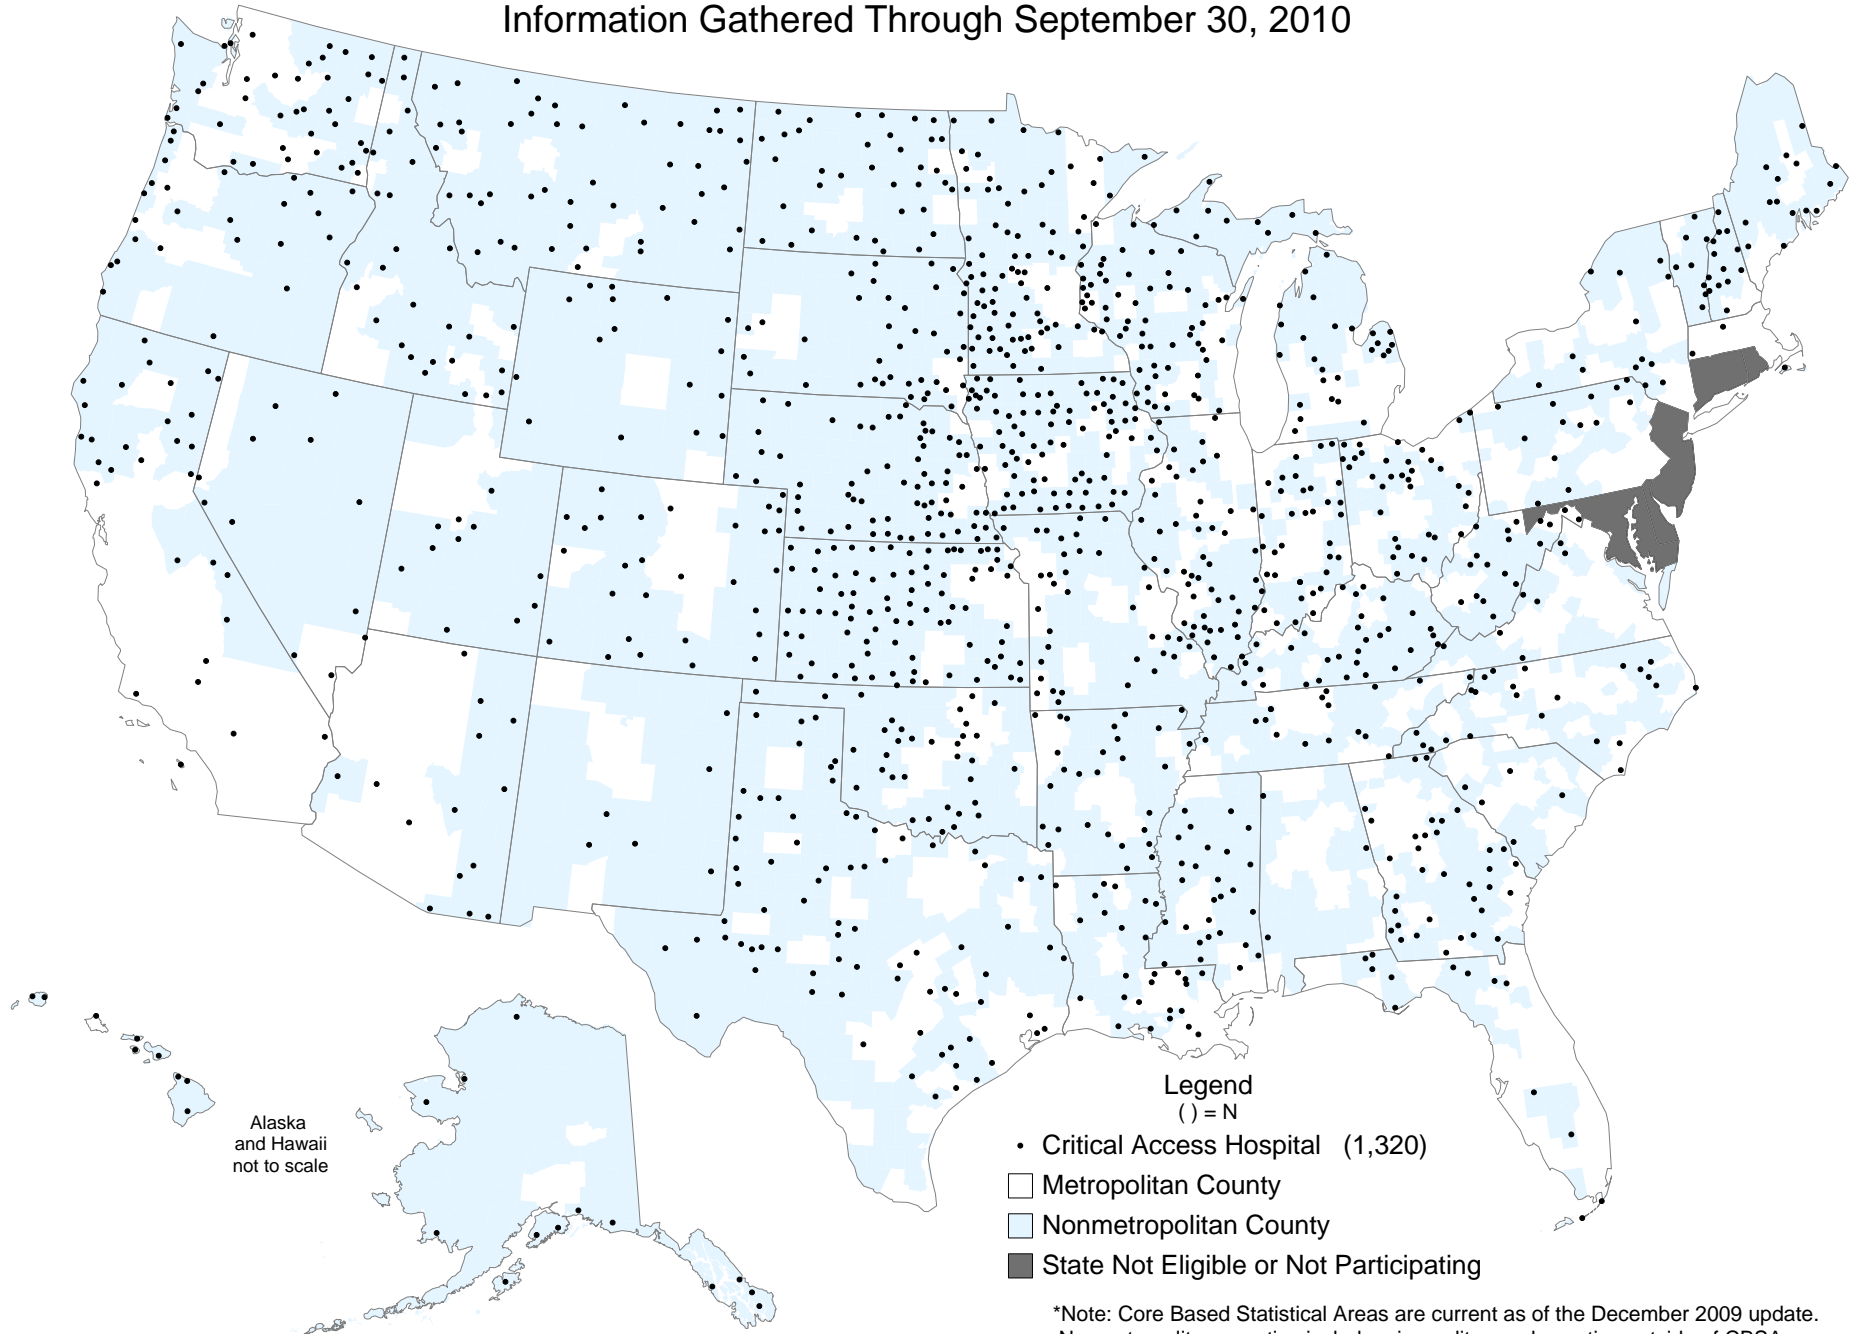 Information Gathered Through September 30, 2010
Alaska
and Hawaii
not to scale
Legend
( ) = N
Critical Access Hospital (1,320)
Metropolitan County
Nonmetropolitan County
State Not Eligible or Not Participating
*Note: Core Based Statistical Areas are current as of the December 2009 update.